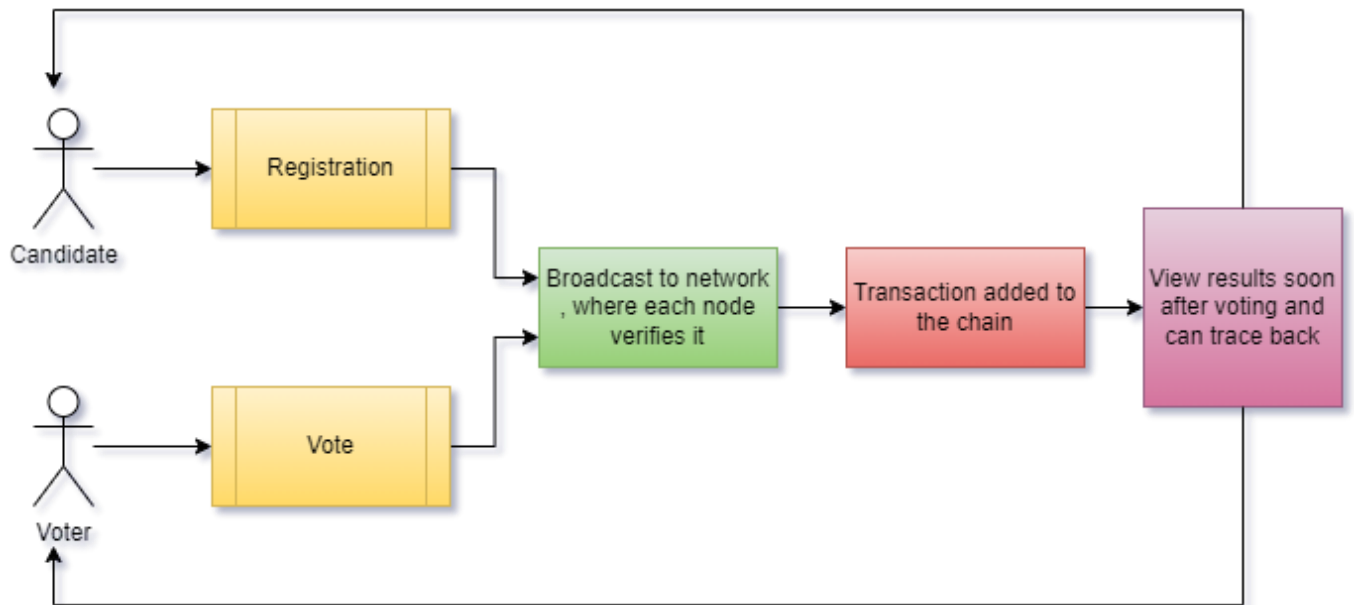 Candidate
Registration
Voter
Vote
Broadcast to network
, where each node
verifies it
Transaction added to
the chain
View results soon
after voting and
can trace back